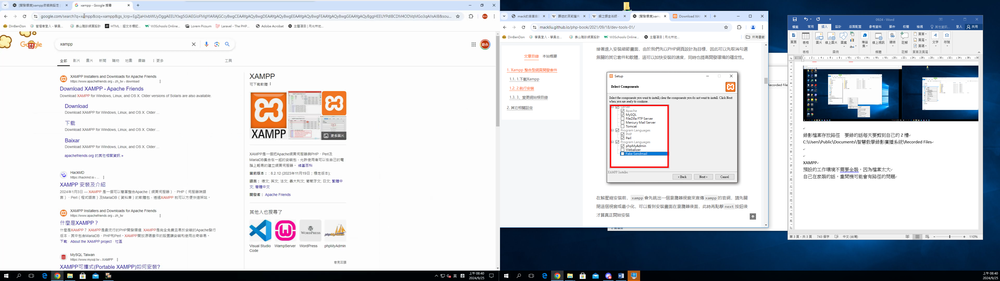 [開發環境]xampp安裝與設定 |
xampp - Google 搜尋
google.com/search?q=xampp&oq=xampp&gs_lcrp=
DinBenDon
管理者登入 - 學員...
泰山職訓網頁設計
HTML：超文本標記...
W3Schools Online...
Lorem Picsum
Laravel - The PHP...
Adobe Acrobat
主題項目 | 月光林地...
Google
xampp
勤永
全部 影片 圖片 新聞 購物 地圖 書籍 更多 工具
XAMPP Installers and Downloads for Apache Friends
https://www.apachefriends.org › zh_tw › download
Download XAMPP - Apache Friends
Download XAMPP for Windows, Linux, and OS X. Older versions of Solaris are also available.
Download
Download XAMPP for Windows, Linux, and OS X. Older ...
下载
Download XAMPP for Windows, Linux, and OS X. Older ...
Baixar
Download XAMPP for Windows, Linux, and OS X. Older ...
apachefriends.org 的其他相關資訊 »
HackMD
https://hackmd.io › ...
XAMPP 安裝及介紹
2024年1月3日 — XAMPP 是一個可以簡單整合Apache（網頁伺服器）、PHP（伺服器端語
言）、Perl（程式語言）及MariaDB（資料庫）的軟體包，透過XAMPP 就可以方便快速架站。
XAMPP Installers and Downloads for Apache Friends
https://www.apachefriends.org › zh_tw
什麼是XAMPP？
什麼是XAMPP？ XAMPP是最流行的PHP開發環境. XAMPP是完全免費且易於安裝的Apache發行
版本，其中包含MariaDB、PHP和Perl。XAMPP開放源碼套件的設置讓安裝和使用出奇容易。
下載 · About the XAMPP project · 社區
MySQL Taiwan
https://www.mysql.tw › XAMPP
XAMPP可攜式(Portable XAMPP)如何安裝?
XAMPP
可下載軟體
XAMPP
更多圖片
XAMPP是一個把Apache網頁伺服器與PHP、Perl及
MariaDB集合在一起的安裝包，允許使用者可以在自己的電
腦上輕易的建立網頁伺服器。 維基百科
當前版本： : 8.2.12 (2023年11月19日；穩定版本);
語言： 德文; 英文; 法文; 義大利文; 葡萄牙文; 日文; 繁體中
文; 簡體中文
開發者： Apache Friends
其他人也搜尋了
WORDPRESS
phpMyAdmin
Visual Studio Code
WampServer
WordPress
phpMyAdmin
意見回饋
英
上午 08:40
2024/9/25
mack的自言自
葬送的芙莉蓮角
鋼之鍊金術師 -
[開發環境]xam
Download XAM
mackliu.github.io/php-book/2021/09/18/dev-tools-01/
DinBenDon
學員登入 - 學員出...
泰山職訓網頁設計
W3Schools Online...
主題項目 | 月光林地...
所有書籤
文章目錄 本站概要
1. Xampp 整合型網頁開發套件
1.1. 1.下載Xampp
1.2. 2.執行安裝
1.3. 3、變更網站根目錄
2. 其它相關設定
接著進入安裝細節畫面，由於我們先以PHP網頁設計為目標，因此可以先取消勾選
無關的其它套件和軟體，這可以加快安裝的速度，同時也提高開發環境的穩定性。
Setup
Select Components
Select the components you want to install; clear the components you do not want to install. Click Next
when you are ready to continue.
Server
Apache
MySQL
FileZilla FTP Server
Mercury Mail Server
Tomcat
Program Languages
PHP
Perl
Program Languages
phpMyAdmin
Webalizer
Fake Sendmail
XAMPP Installer
< Back
Next >
Cancel
在解壓縮安裝前，xampp會先跳出一個瀏灠器視窗來宣傳xampp的官網，請先關
閉這個視窗或最小化，可以看到安裝畫面在瀏灠器後面，此時再點擊next按鈕後
才算真正開始安裝
2 個項目
Recorded File
0924 - Word
檔案 常用 插入 設計 版面配置 參考資料 郵件 校閱 檢視 其他資訊... 登入 共用
頁面
表格
圖片
線上圖片
圖案
增益集
線上視訊
連結
註解
頁首
頁尾
頁碼
文字
符號
表格
圖例
媒體
註解
頁首及頁尾
錄影檔案存放路徑 要錄的話每天要剪到自己的 Z 槽
C:\Users\Public\Documents\智慧教學錄影廣播系統\Recorded Files
XAMPP
預設的工作環境不需要全裝，因為檔案太大
自己在家裝的話，重開機可能會有路徑的問題
第 3 頁，共 3 頁 743 個字 中文 (台灣) 110%
上午 08:40
2024/9/25